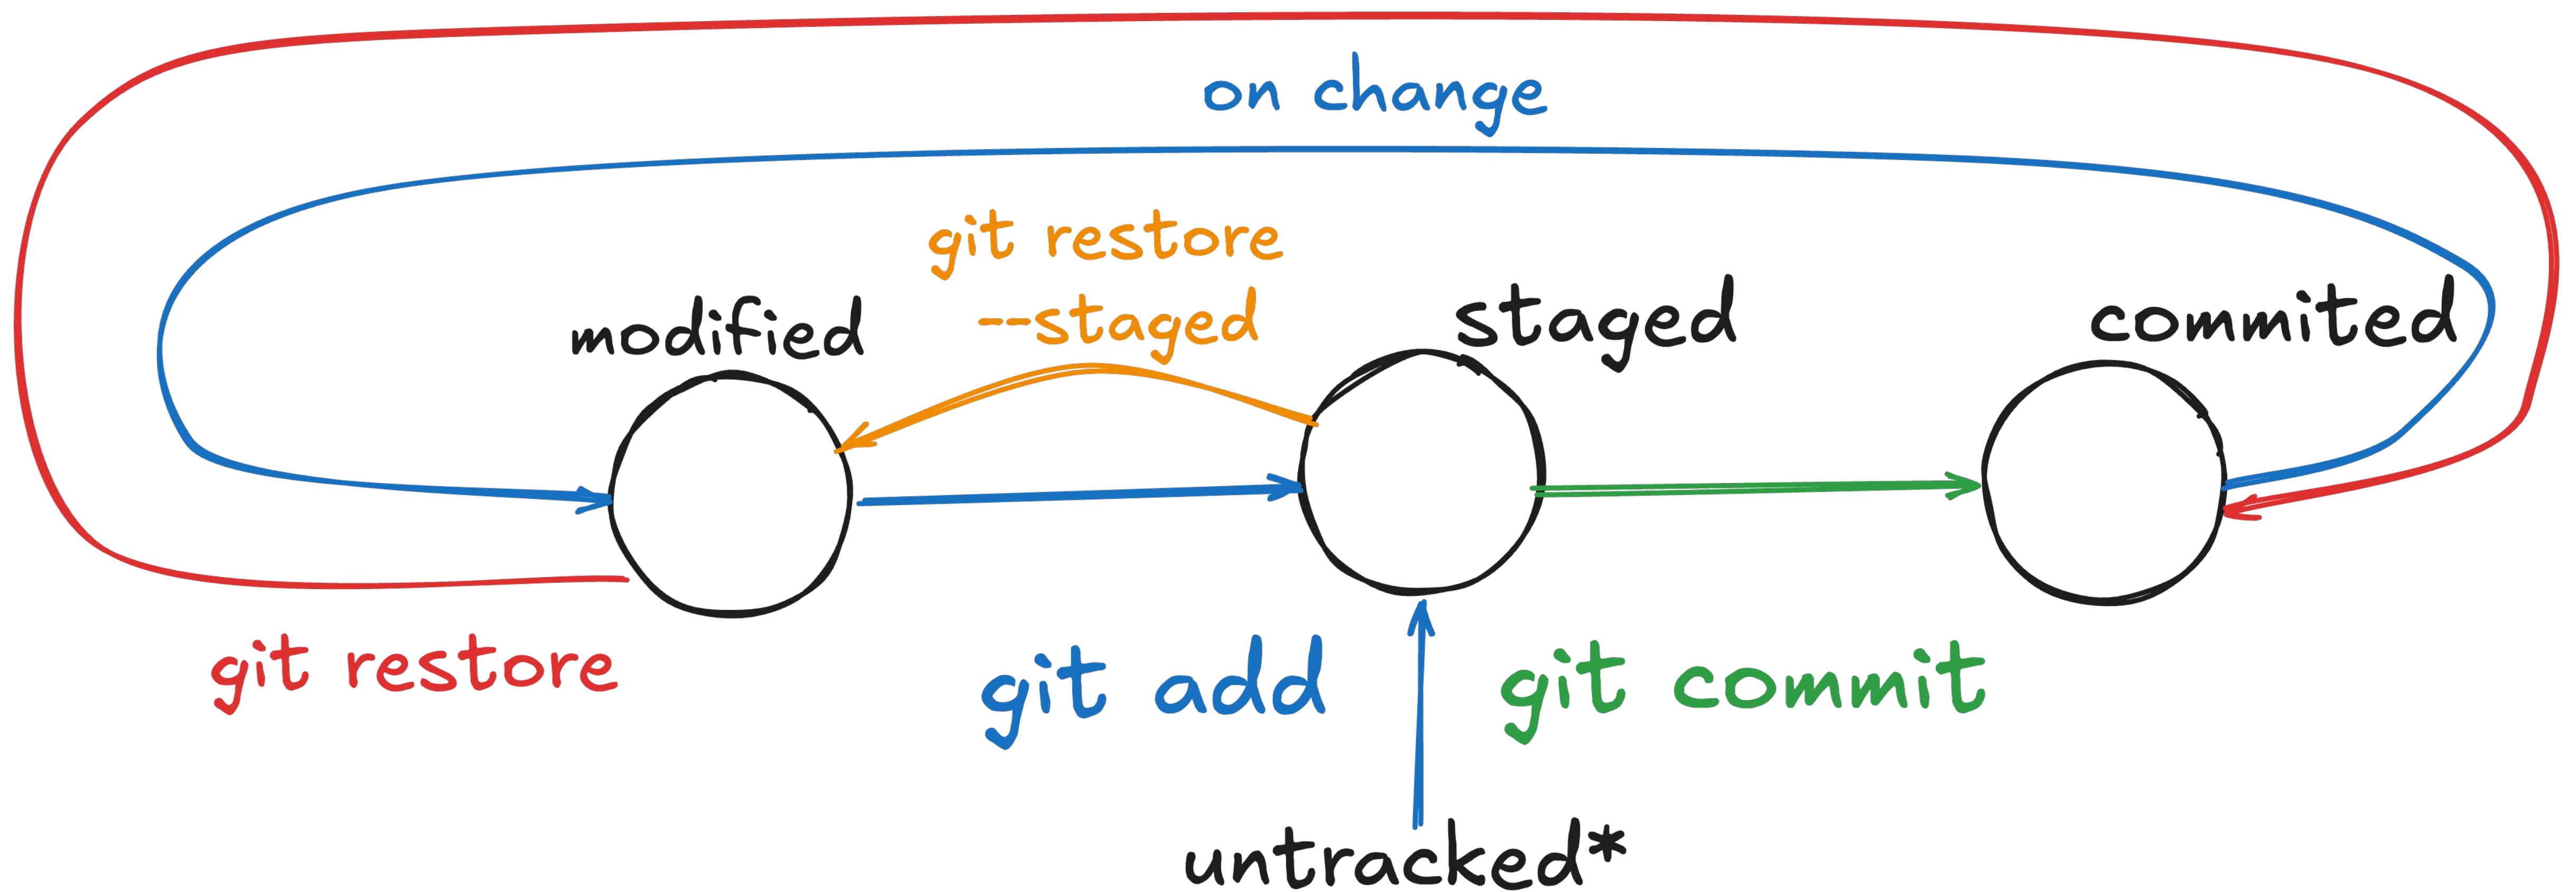 on change
git restore
--staged
modified
staged
commited
git restore
git add
git commit
untracked*